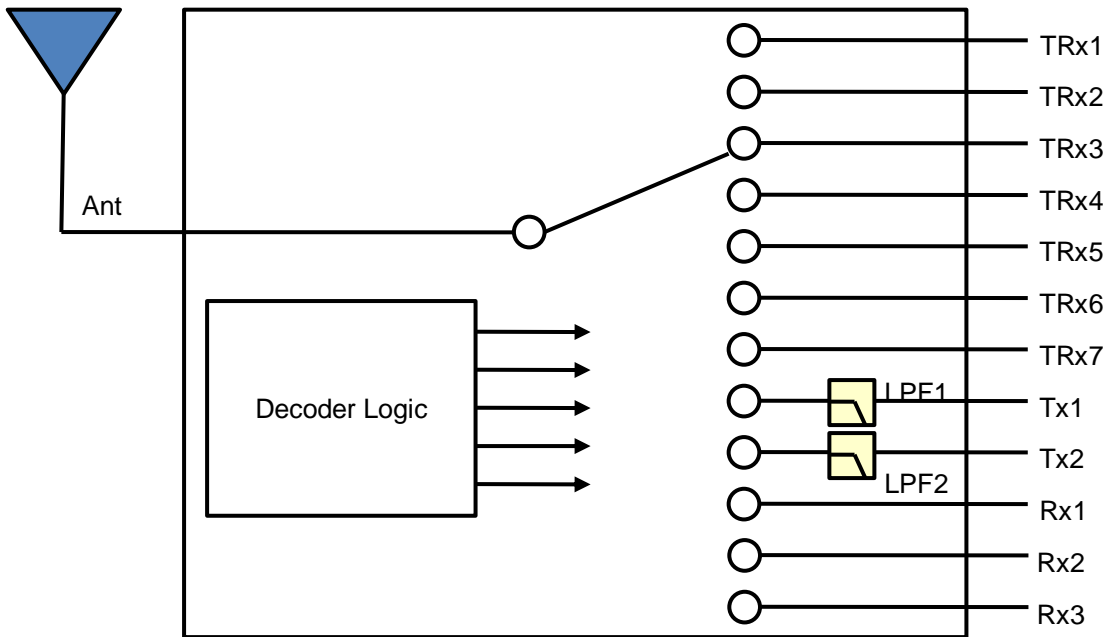 TRx1
TRx2
TRx3
TRx4
Ant
TRx5
TRx6
TRx7
LPF1
Decoder Logic
Tx1
Tx2
LPF2
Rx1
Rx2
Rx3